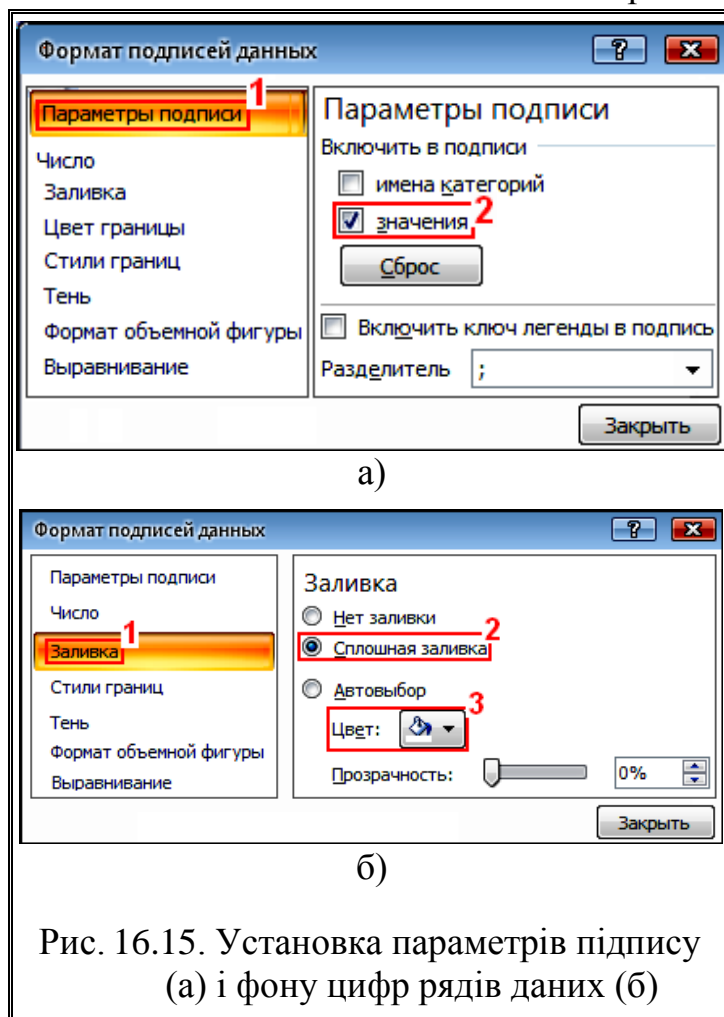 Формат подписей данных
?
1
Параметры подписи
Число
Заливка
Цвет границы
Стили границ
Тень
Формат объемной фигуры
Выравнивание
Параметры подписи
Включить в подписи
имена категорий
значения 2
Сброс
Включить ключ легенды в подпись
Разделитель ;
Закрыть
а)
Формат подписей данных
?
Параметры подписи
Число
1
Заливка
Стили границ
Тень
Формат объемной фигуры
Выравнивание
Заливка
Нет заливки
2
Сплошная заливка
Автовыбор
3
Цвет:
Прозрачность: 0%
Закрыть
б)
Рис. 16.15. Установка параметрів підпису
(а) і фону цифр рядів даних (б)